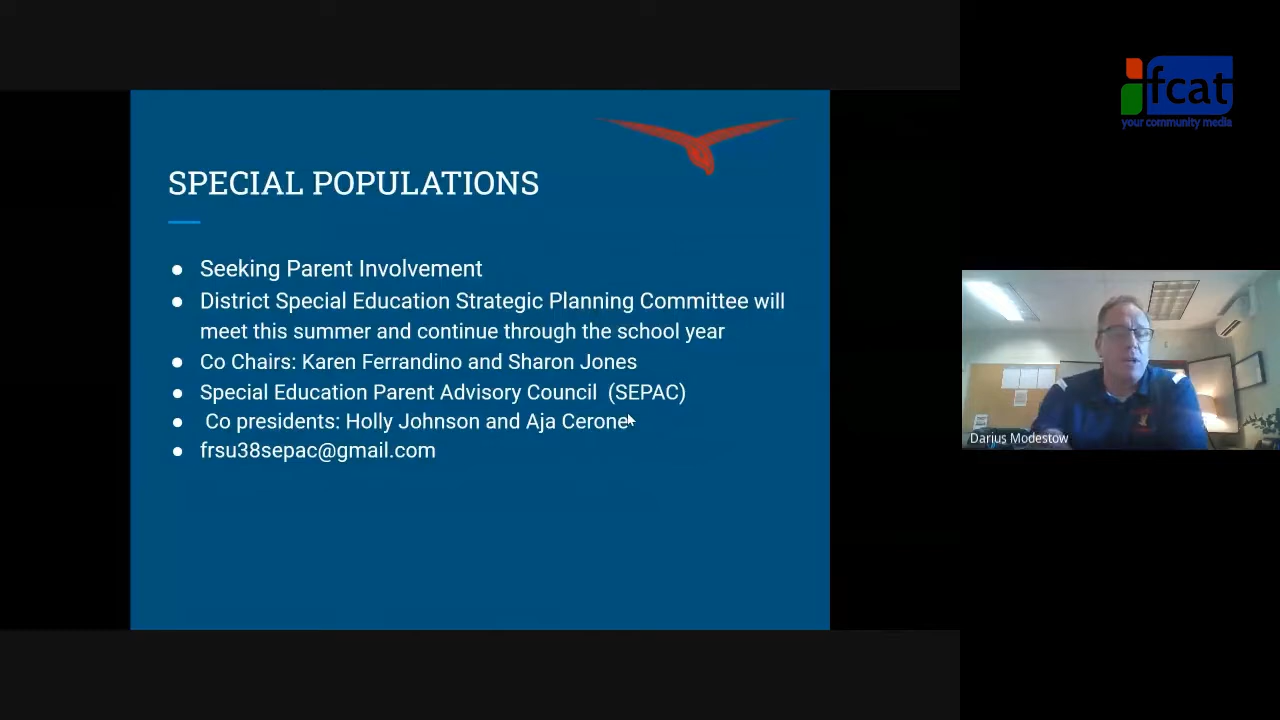 fcat
your community media
SPECIAL POPULATIONS
● Seeking Parent Involvement
● District Special Education Strategic Planning Committee will
meet this summer and continue through the school year
● Co Chairs: Karen Ferrandino and Sharon Jones
● Special Education Parent Advisory Council (SEPAC)
● Co presidents: Holly Johnson and Aja Cerone
● frsu38sepac@gmail.com
Darius Modestow